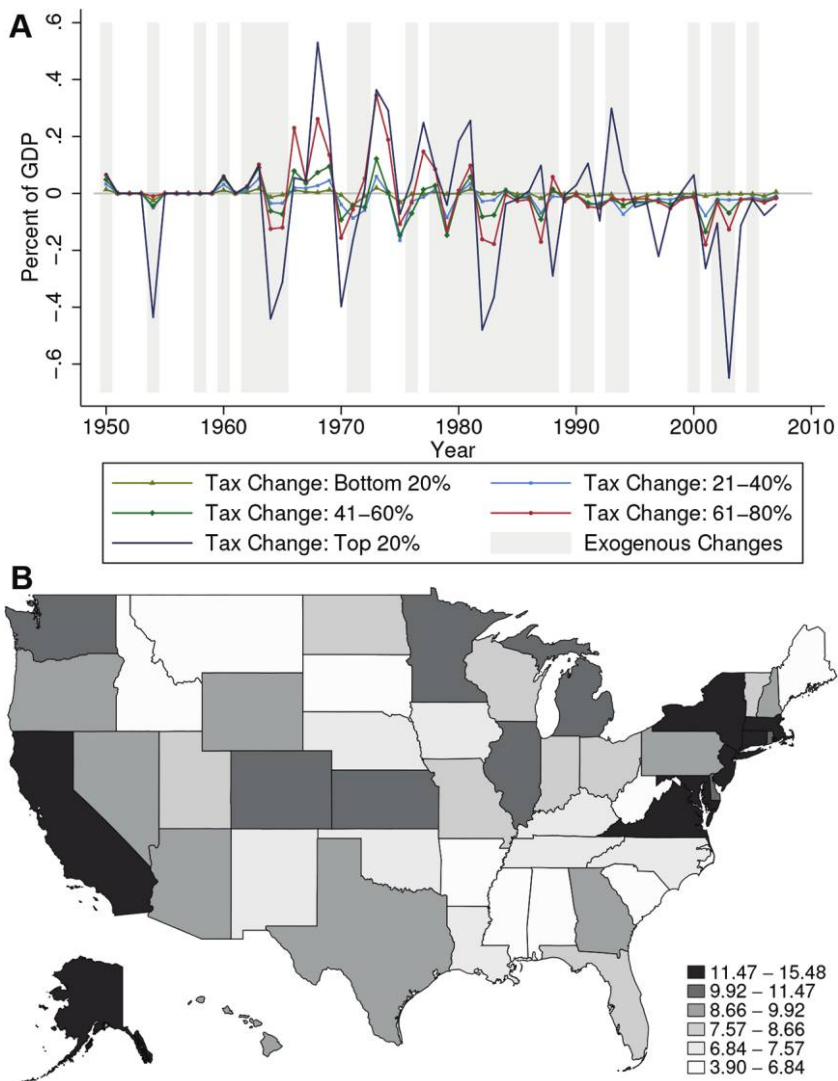 A
.6
.4
.2
0
-.2
-.4
-.6
Percent of GDP
1950 1960 1970 1980 1990 2000 2010
Year
Tax Change: Bottom 20% Tax Change: 21–40%
Tax Change: 41–60% Tax Change: 61–80%
Tax Change: Top 20% Exogenous Changes
B
11.47 – 15.48
9.92 – 11.47
8.66 – 9.92
7.57 – 8.66
6.84 – 7.57
3.90 – 6.84